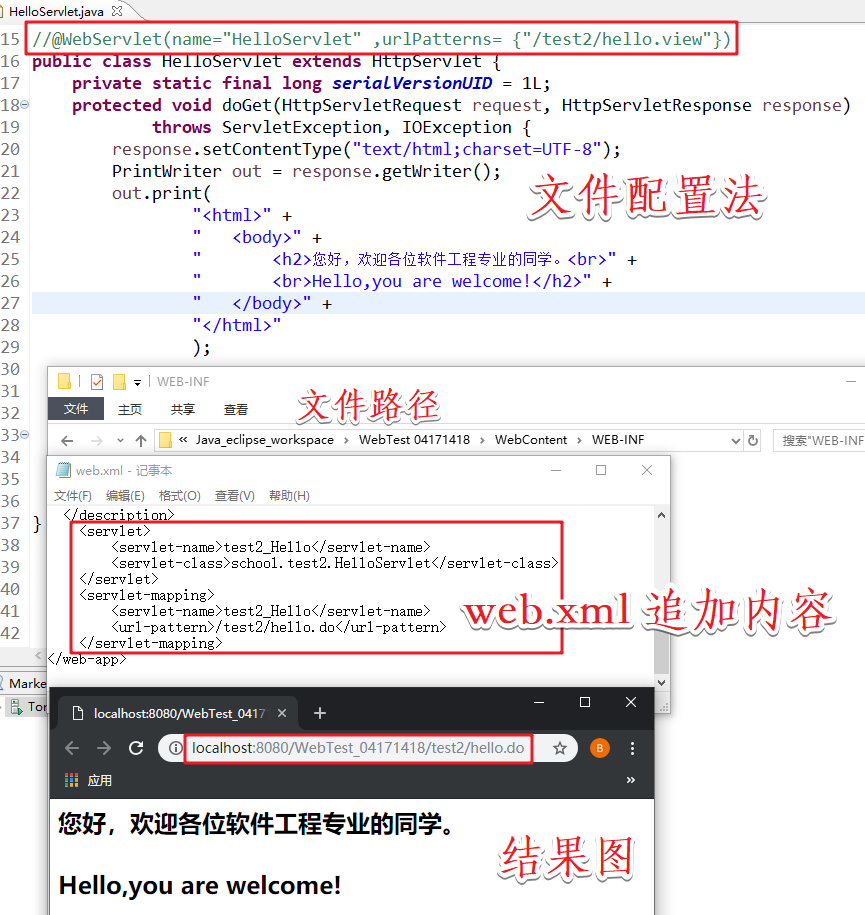 HelloServlet.java
15 //@WebServlet(name="HelloServlet" ,urlPatterns= {"/test2/hello.view"})
16 public class HelloServlet extends HttpServlet {
17 private static final long serialVersionUID = 1L;
18 protected void doGet(HttpServletRequest request, HttpServletResponse response)
19 throws ServletException, IOException {
20 response.setContentType("text/html;charset=UTF-8");
21 PrintWriter out = response.getWriter();
22 out.print(
23 "<html>" +
24 " <body>" +
25 " <h2>您好，欢迎各位软件工程专业的同学。<br>" +
26 " <br>Hello,you are welcome!</h2>" +
27 " </body>" +
28 "</html>"
29 );
文件配置法
30
31
32
33
34
35
36
37 }
38
39
40
41
42
WEB-INF
文件 主页 共享 查看
文件路径
« Java_eclipse_workspace › WebTest 04171418 › WebContent › WEB-INF
搜索"WEB-INF
web.xml - 记事本
文件(F) 编辑(E) 格式(O) 查看(V) 帮助(H)
</description>
<servlet>
<servlet-name>test2_Hello</servlet-name>
<servlet-class>school.test2.HelloServlet</servlet-class>
</servlet>
<servlet-mapping>
<servlet-name>test2_Hello</servlet-name>
<url-pattern>/test2/hello.do</url-pattern>
</servlet-mapping>
</web-app>
web.xml 追加内容
Marke
Tor
localhost:8080/WebTest_0417
localhost:8080/WebTest_04171418/test2/hello.do
B
应用
»
您好，欢迎各位软件工程专业的同学。
Hello,you are welcome!
结果图